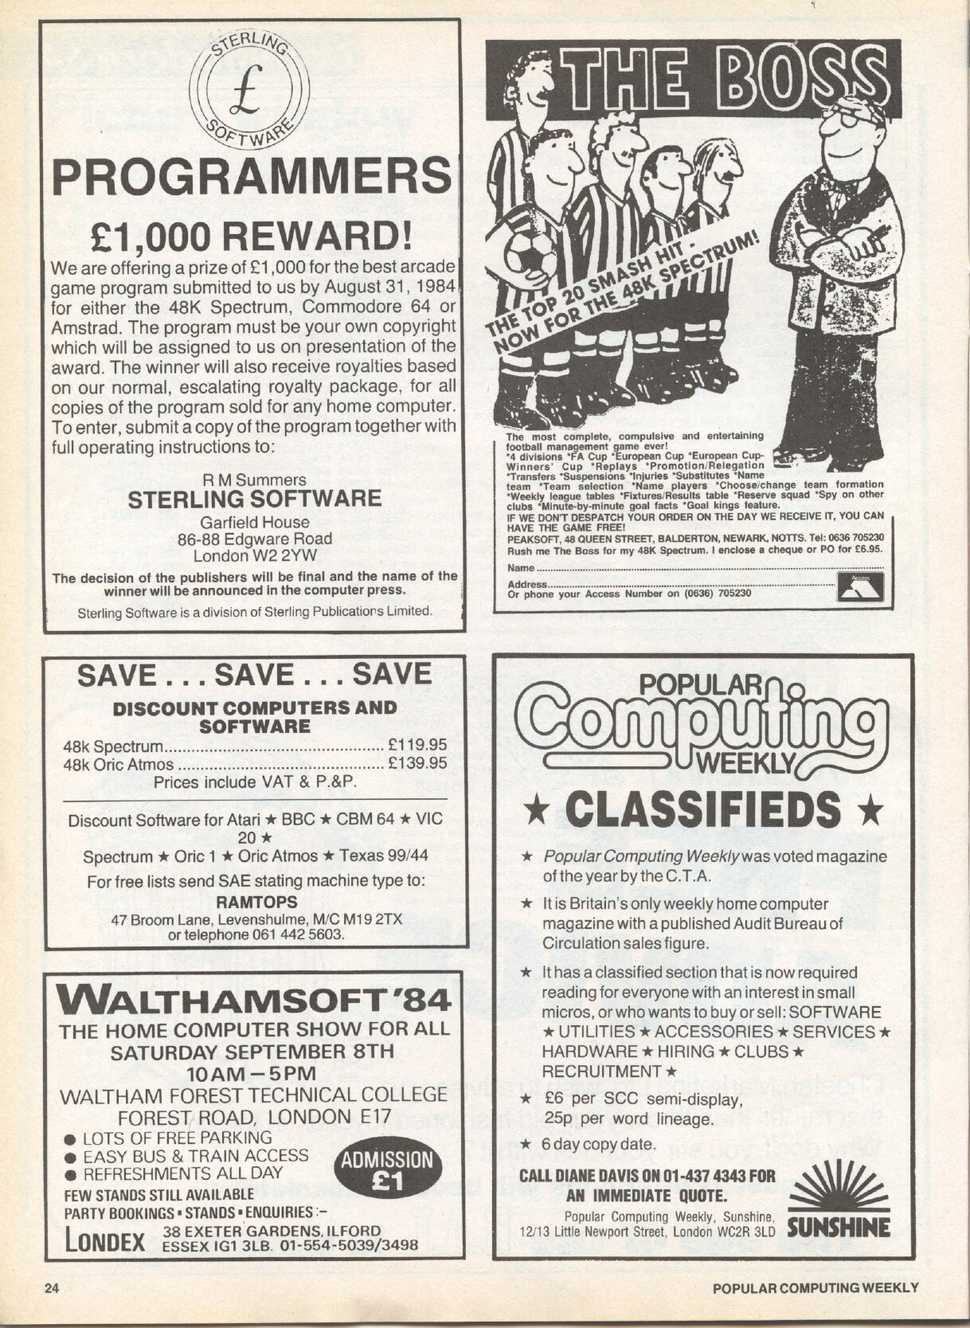 STERLING
£
SOFTWARE
PROGRAMMERS
£1,000 REWARD!
We are offering a prize of £1,000 for the best arcade
game program submitted to us by August 31, 1984
for either the 48K Spectrum, Commodore 64 or
Amstrad. The program must be your own copyright
which will be assigned to us on presentation of the
award. The winner will also receive royalties based
on our normal, escalating royalty package, for all
copies of the program sold for any home computer.
To enter, submit a copy of the program together with
full operating instructions to:
R M Summers
STERLING SOFTWARE
Garfield House
86-88 Edgware Road
London W2 2YW
The decision of the publishers will be final and the name of the
winner will be announced in the computer press.
Sterling Software is a division of Sterling Publications Limited.
THE BOSS
THE TOP 20 SMASH HIT -
NOW FOR THE 48K SPECTRUM!
The most complete, compulsive and entertaining
football management game ever!
*4 divisions *FA Cup *European Cup *European Cup-
Winners' Cup *Replays *Promotion/Relegation
*Transfers *Suspensions *Injuries *Substitutes *Name
team *Team selection *Name players *Choose/change team formation
*Weekly league tables *Fixtures/Results table *Reserve squad *Spy on other
clubs *Minute-by-minute goal facts *Goal kings feature.
IF WE DON'T DESPATCH YOUR ORDER ON THE DAY WE RECEIVE IT, YOU CAN
HAVE THE GAME FREE!
PEAKSOFT, 48 QUEEN STREET, BALDERTON, NEWARK, NOTTS. Tel: 0636 705230
Rush me The Boss for my 48K Spectrum. I enclose a cheque or PO for £6.95.
Name
Address
Or phone your Access Number on (0636) 705230
Access
SAVE . . . SAVE . . . SAVE
DISCOUNT COMPUTERS AND
SOFTWARE
48k Spectrum................................................ £119.95
48k Oric Atmos ............................................. £139.95
Prices include VAT & P.&P.
Discount Software for Atari ★ BBC ★ CBM 64 ★ VIC
20 ★
Spectrum ★ Oric 1 ★ Oric Atmos ★ Texas 99/44
For free lists send SAE stating machine type to:
RAMTOPS
47 Broom Lane, Levenshulme, M/C M19 2TX
or telephone 061 442 5603.
WALTHAMSOFT '84
THE HOME COMPUTER SHOW FOR ALL
SATURDAY SEPTEMBER 8TH
10AM – 5PM
WALTHAM FOREST TECHNICAL COLLEGE
FOREST ROAD, LONDON E17
● LOTS OF FREE PARKING
● EASY BUS & TRAIN ACCESS
● REFRESHMENTS ALL DAY
ADMISSION
£1
FEW STANDS STILL AVAILABLE
PARTY BOOKINGS • STANDS • ENQUIRIES :–
LONDEX
38 EXETER GARDENS, ILFORD
ESSEX IG1 3LB. 01-554-5039/3498
POPULAR
Computing
WEEKLY
★ CLASSIFIEDS ★
★ Popular Computing Weekly was voted magazine
of the year by the C.T.A.
★ It is Britain's only weekly home computer
magazine with a published Audit Bureau of
Circulation sales figure.
★ It has a classified section that is now required
reading for everyone with an interest in small
micros, or who wants to buy or sell: SOFTWARE
★ UTILITIES ★ ACCESSORIES ★ SERVICES ★
HARDWARE ★ HIRING ★ CLUBS ★
RECRUITMENT ★
★ £6 per SCC semi-display,
25p per word lineage.
★ 6 day copy date.
CALL DIANE DAVIS ON 01-437 4343 FOR
AN IMMEDIATE QUOTE.
Popular Computing Weekly, Sunshine,
12/13 Little Newport Street, London WC2R 3LD
SUNSHINE
24
POPULAR COMPUTING WEEKLY